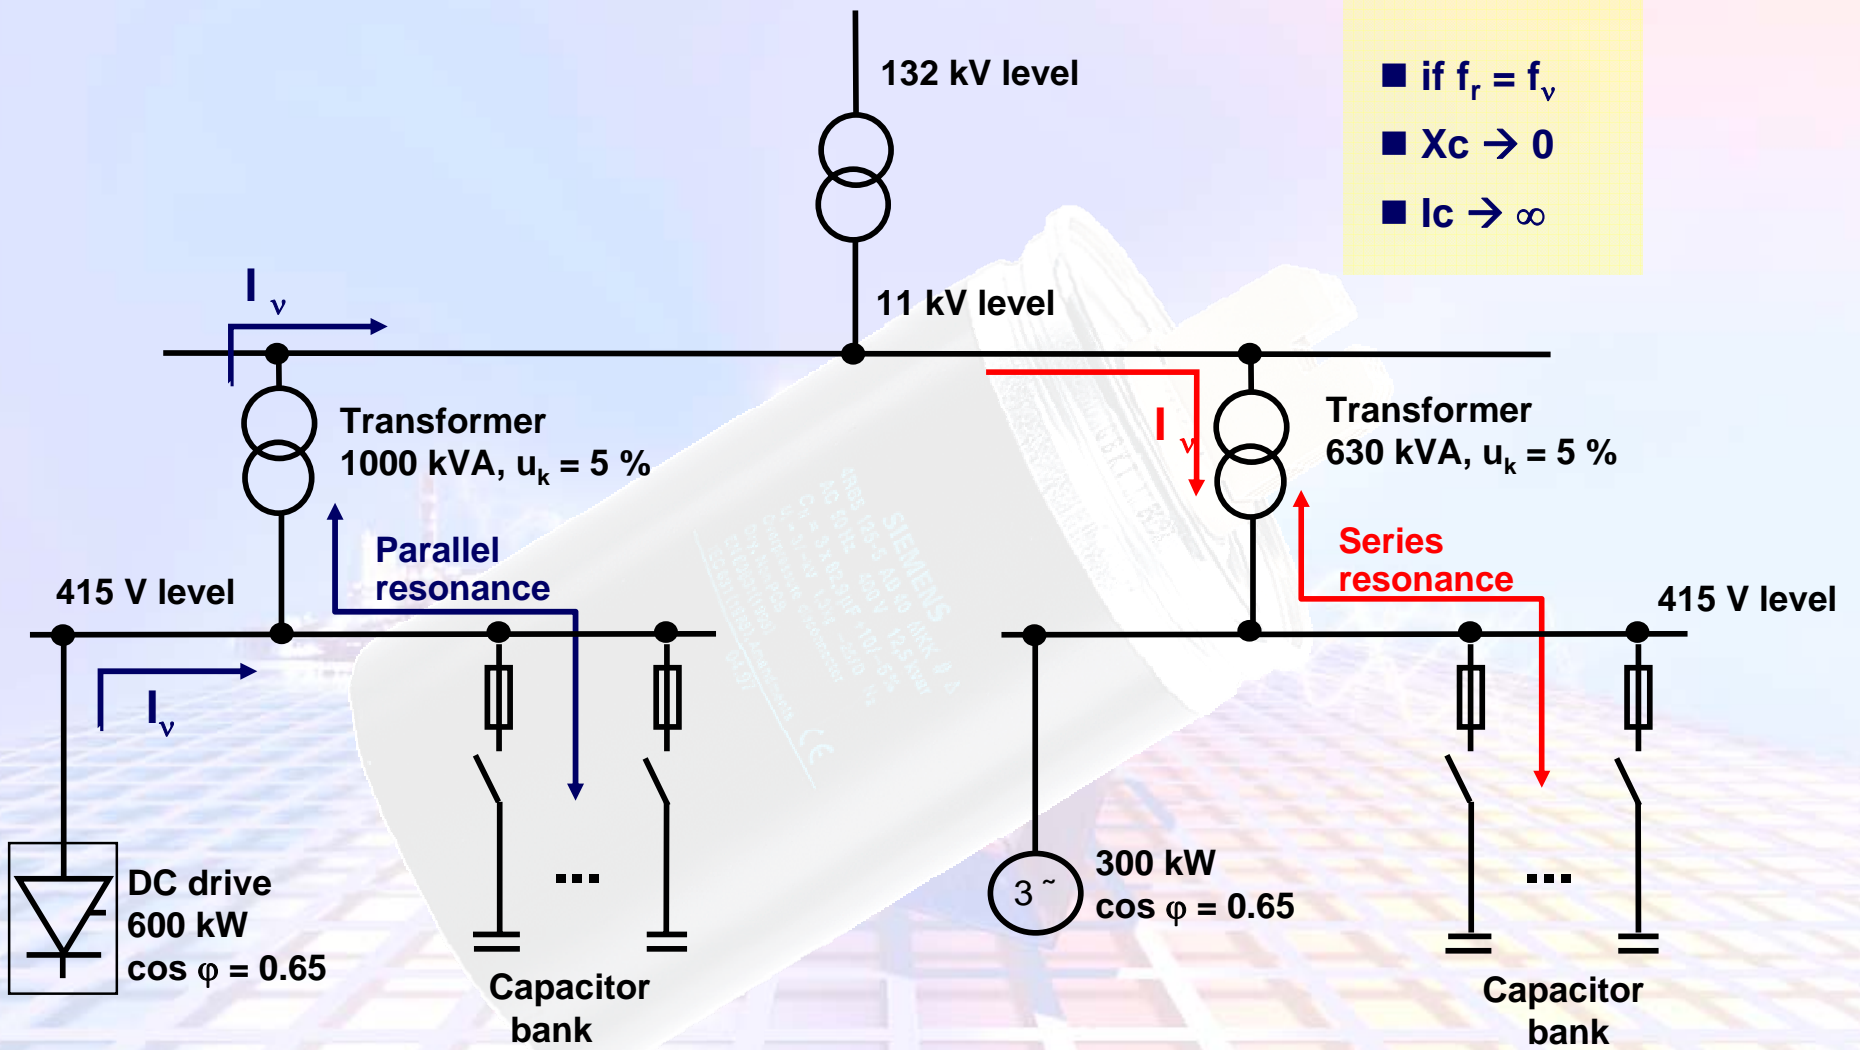 132 kV level
■ if fr = fν
■ Xc → 0
■ Ic → ∞
I ν
11 kV level
Transformer
1000 kVA, uk = 5 %
I ν
Transformer
630 kVA, uk = 5 %
Parallel
resonance
Series
resonance
415 V level
415 V level
Iν
SIEMENS
DC drive
600 kW
cos φ = 0.65
...
3 ~
300 kW
cos φ = 0.65
...
Capacitor
bank
Capacitor
bank